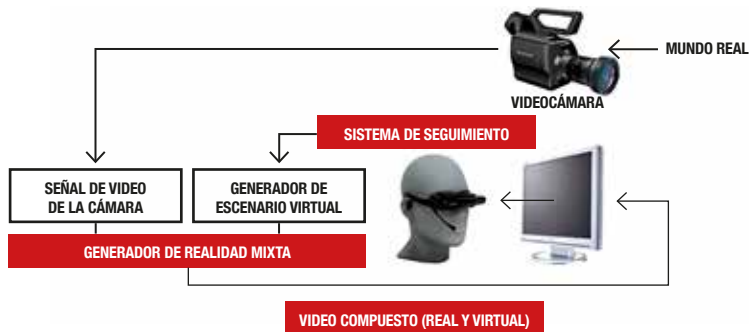 MUNDO REAL
VIDEOCÁMARA
SISTEMA DE SEGUIMIENTO
SEÑAL DE VIDEO
DE LA CÁMARA
GENERADOR DE
ESCENARIO VIRTUAL
GENERADOR DE REALIDAD MIXTA
VIDEO COMPUESTO (REAL Y VIRTUAL)